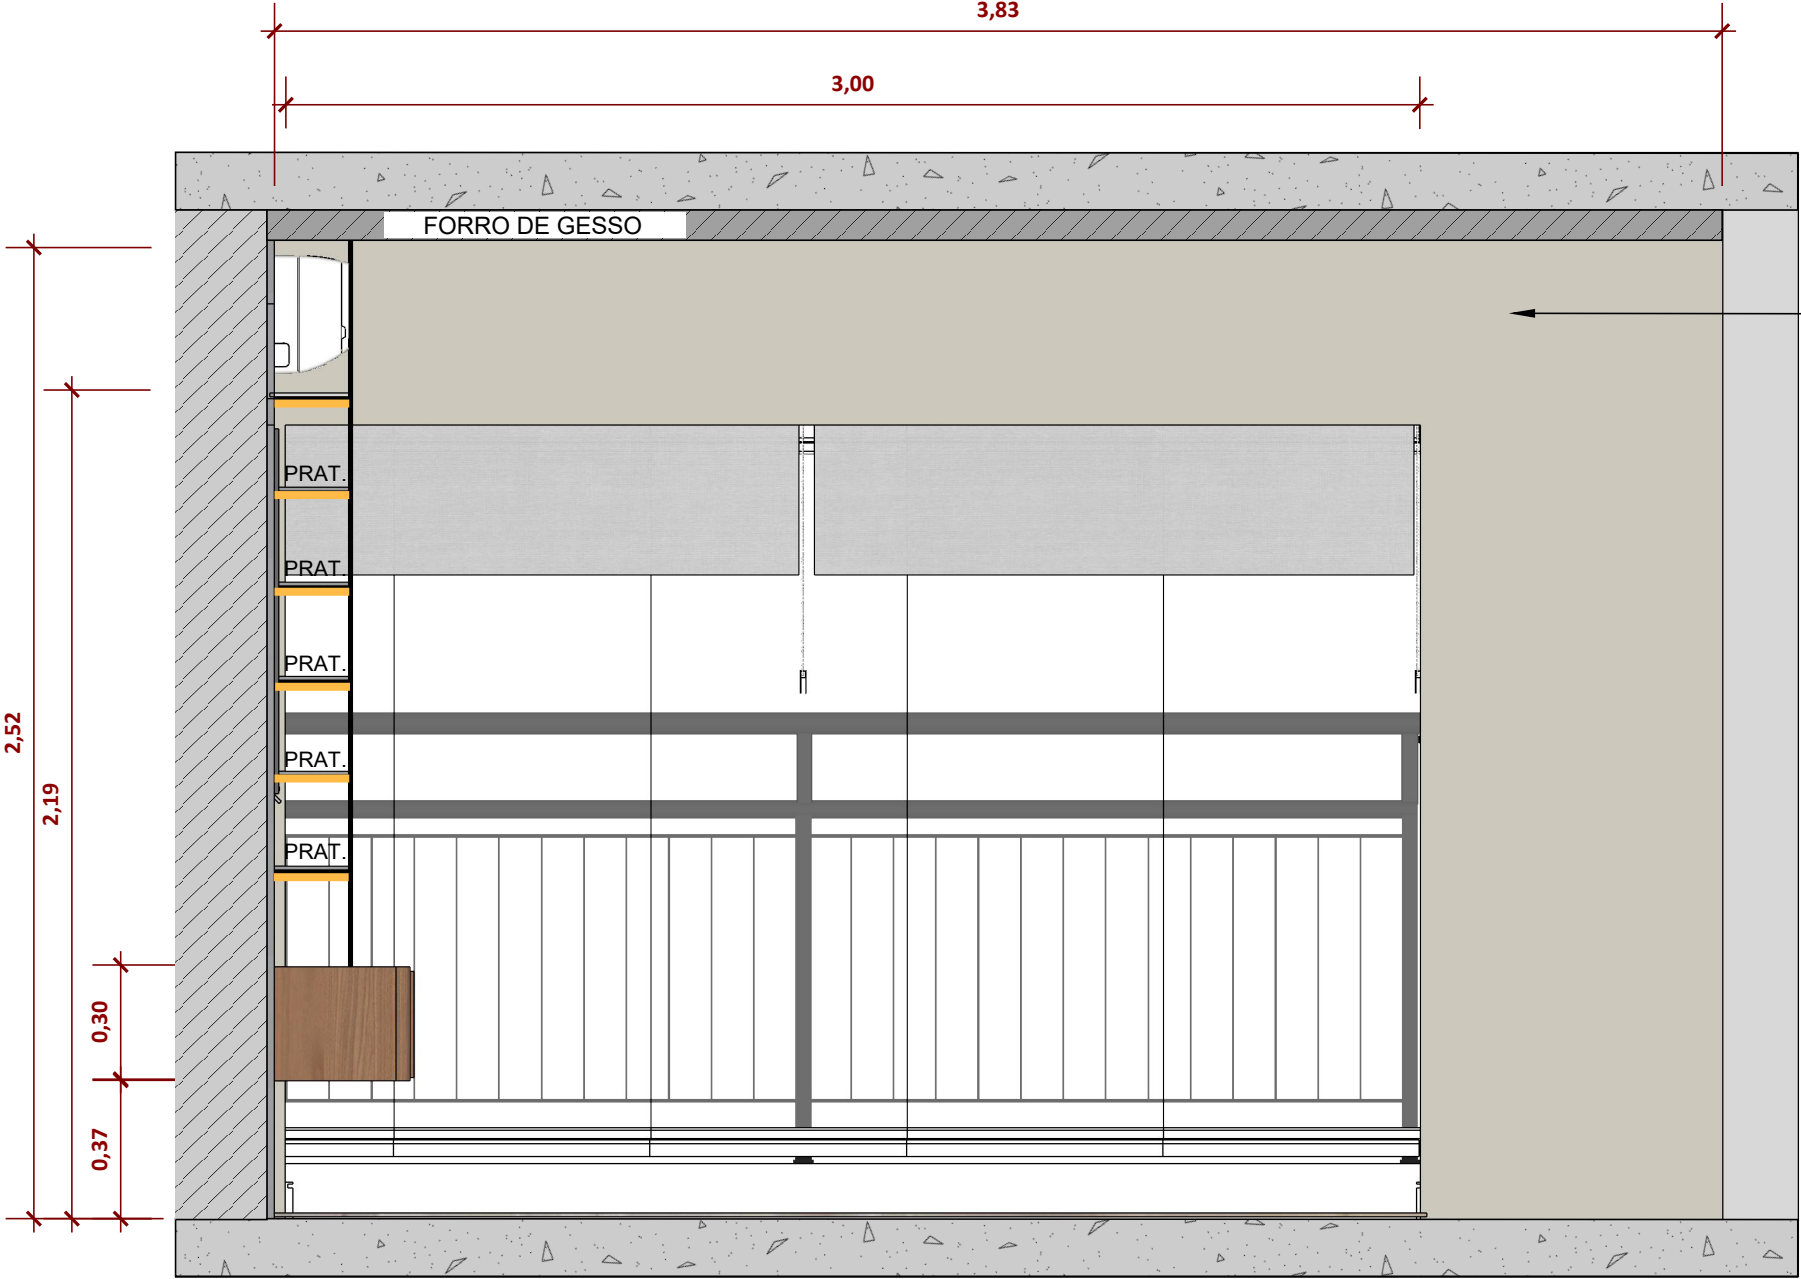 3,83
3,00
FORRO DE GESSO
PRAT.
PRAT.
PRAT.
PRAT.
PRAT.
2,52
2,19
0,30
0,37